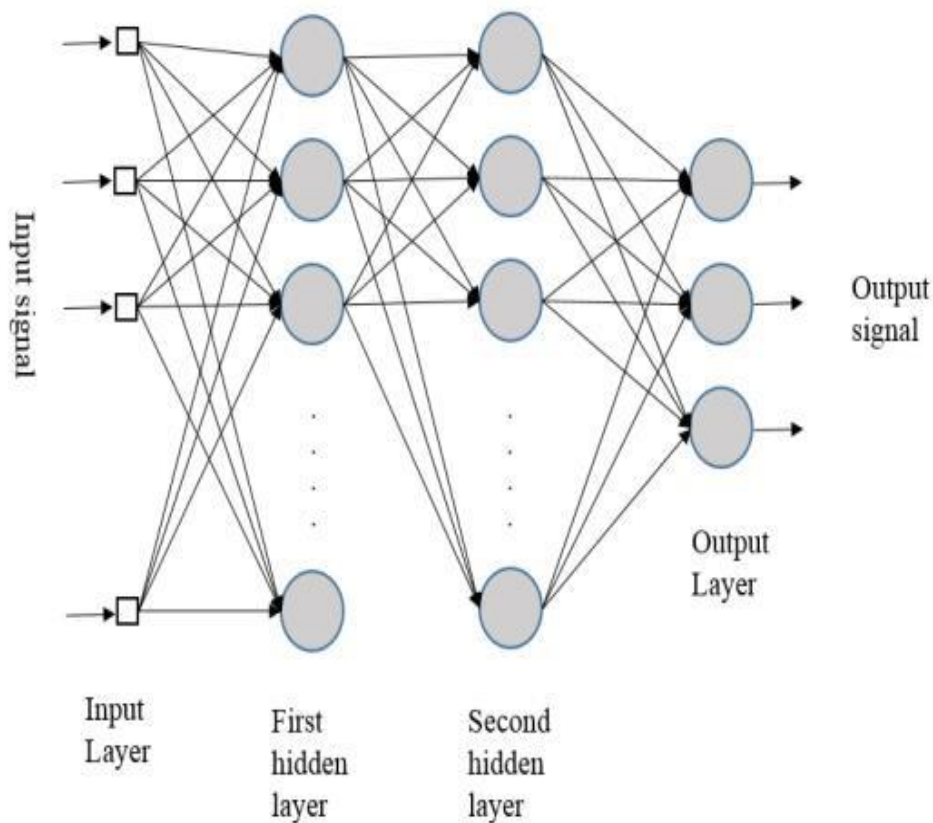 Input signal
Output
signal
Output
Layer
Input
Layer
First
hidden
layer
Second
hidden
layer